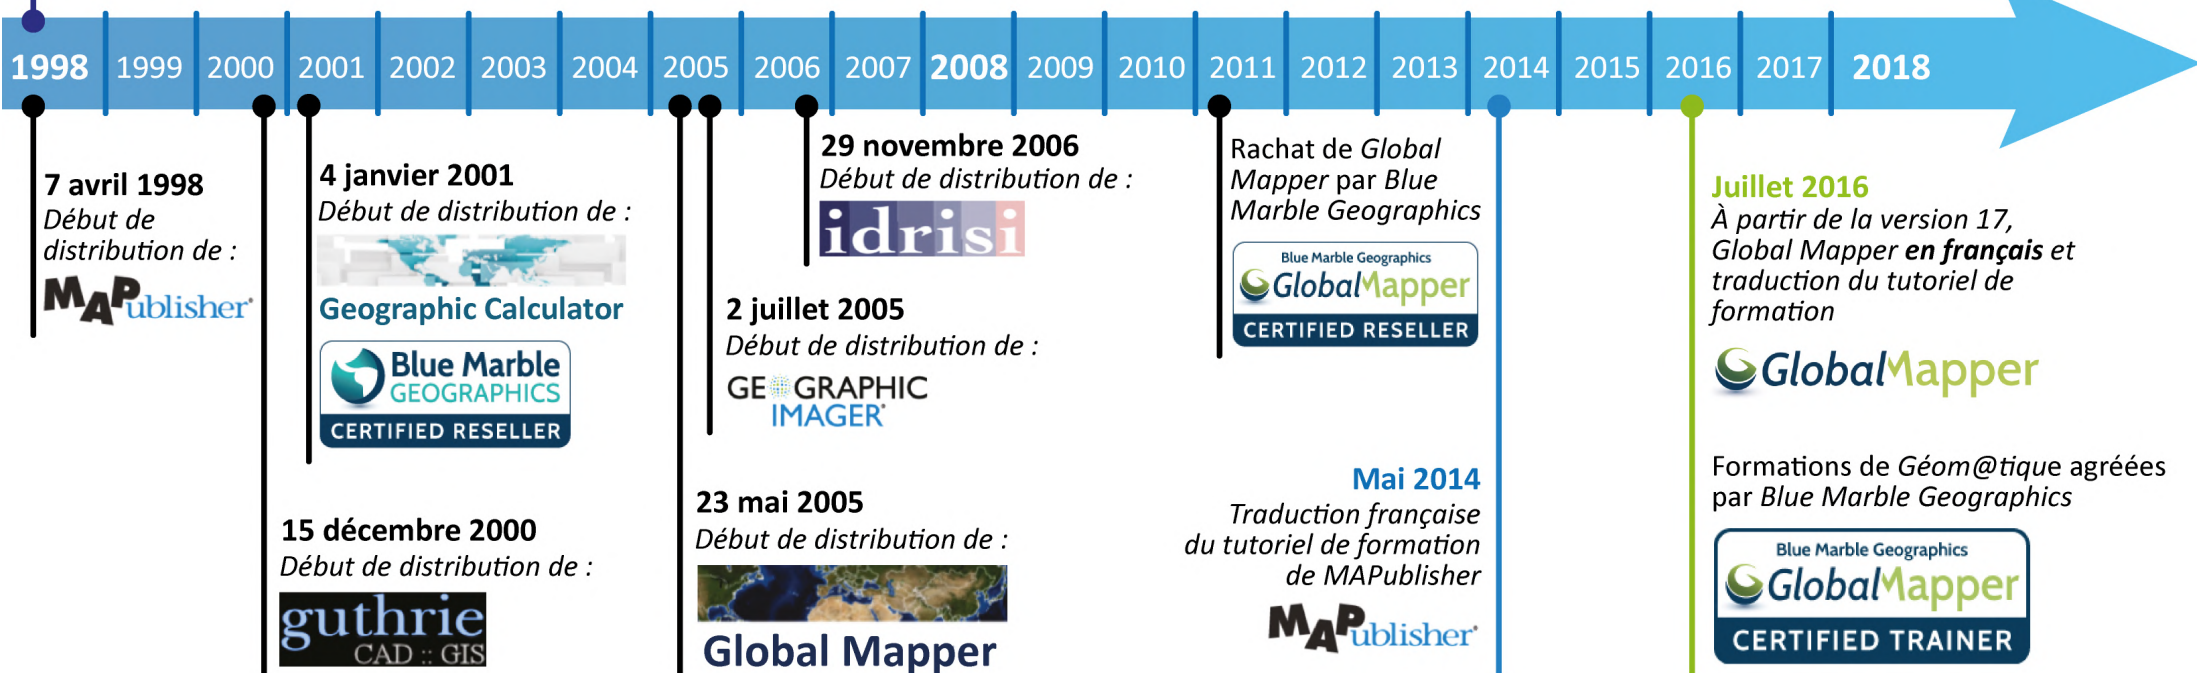 1998 1999 2000 2001 2002 2003 2004 2005 2006 2007 2008 2009 2010 2011 2012 2013 2014 2015 2016 2017 2018
7 avril 1998
Début de
distribution de :
MAPublisher®
15 décembre 2000
Début de distribution de :
guthrie
CAD :: GIS
4 janvier 2001
Début de distribution de :
Geographic Calculator
Blue Marble
GEOGRAPHICS
CERTIFIED RESELLER
23 mai 2005
Début de distribution de :
Global Mapper
2 juillet 2005
Début de distribution de :
GEOGRAPHIC
IMAGER®
29 novembre 2006
Début de distribution de :
idrisi
Rachat de Global
Mapper par Blue
Marble Geographics
Blue Marble Geographics
GlobalMapper
CERTIFIED RESELLER
Mai 2014
Traduction française
du tutoriel de formation
de MAPublisher
MAPublisher®
Juillet 2016
À partir de la version 17,
Global Mapper en français et
traduction du tutoriel de
formation
GlobalMapper
Formations de Géom@tique agréées
par Blue Marble Geographics
Blue Marble Geographics
GlobalMapper
CERTIFIED TRAINER